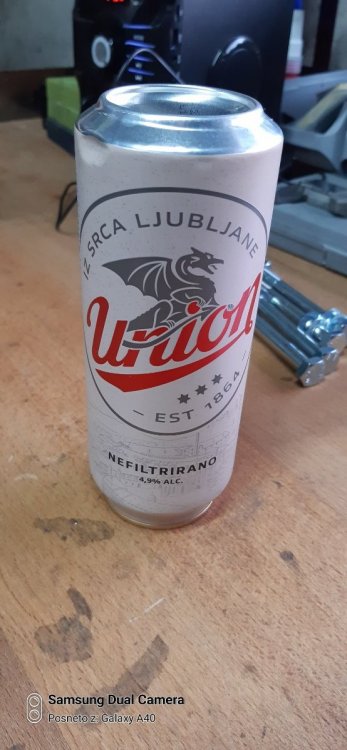 IZ SRCA LJUBLJANE
Union
EST 1864
NEFILTRIRANO
4,9% ALC.
Samsung Dual Camera
Posneto z: Galaxy A40